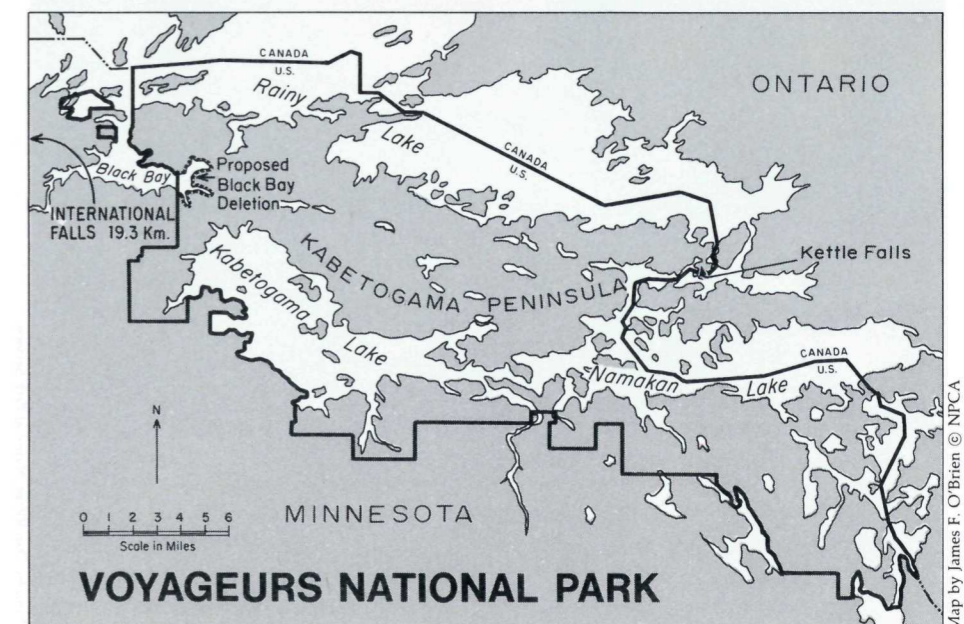 CANADA
U.S.
ONTARIO
Rainy
Lake
CANADA
U.S.
Black Bay
Proposed
Black Bay
Deletion
INTERNATIONAL
FALLS 19.3 Km.
Kettle Falls
KABETOGAMA PENINSULA
Kabetogama
Lake
CANADA
U.S.
Namakan Lake
N
MINNESOTA
0 1 2 3 4 5 6
Scale in Miles
VOYAGEURS NATIONAL PARK
Map by James F. O'Brien © NPCA